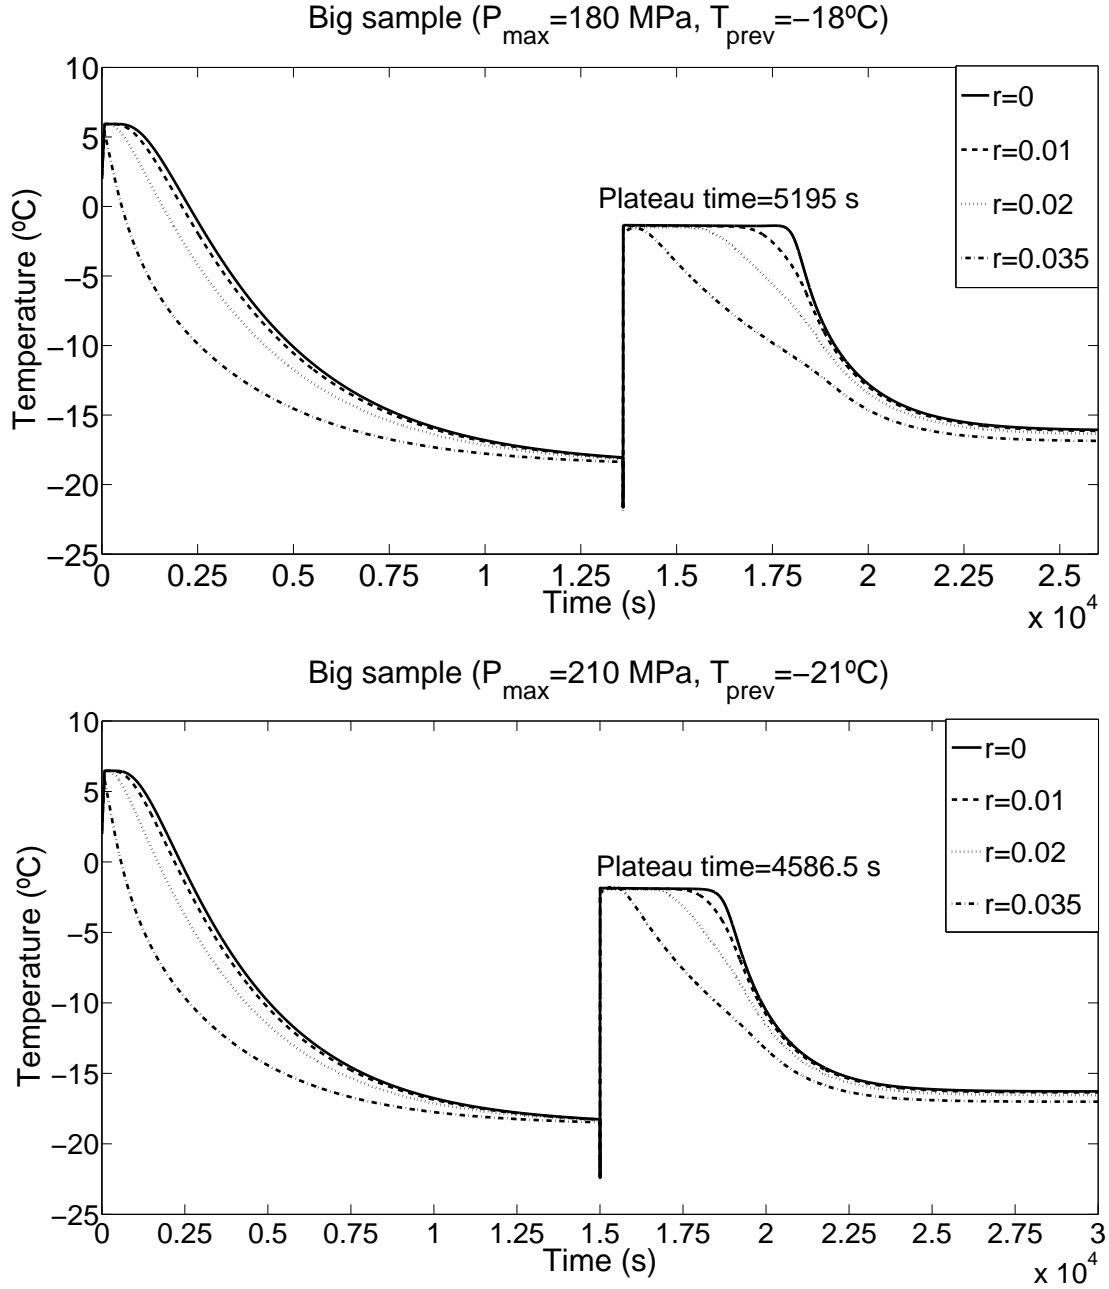 Big sample (Pmax=180 MPa, Tprev=−18ºC)
10
5
0
−5
−10
−15
−20
−25
Temperature (ºC)
Plateau time=5195 s
r=0
r=0.01
r=0.02
r=0.035
0 0.25 0.5 0.75 1 1.25 1.5 1.75 2 2.25 2.5
Time (s)
x 10^4
Big sample (Pmax=210 MPa, Tprev=−21ºC)
10
5
0
−5
−10
−15
−20
−25
Temperature (ºC)
Plateau time=4586.5 s
r=0
r=0.01
r=0.02
r=0.035
0 0.25 0.5 0.75 1 1.25 1.5 1.75 2 2.25 2.5 2.75 3
Time (s)
x 10^4